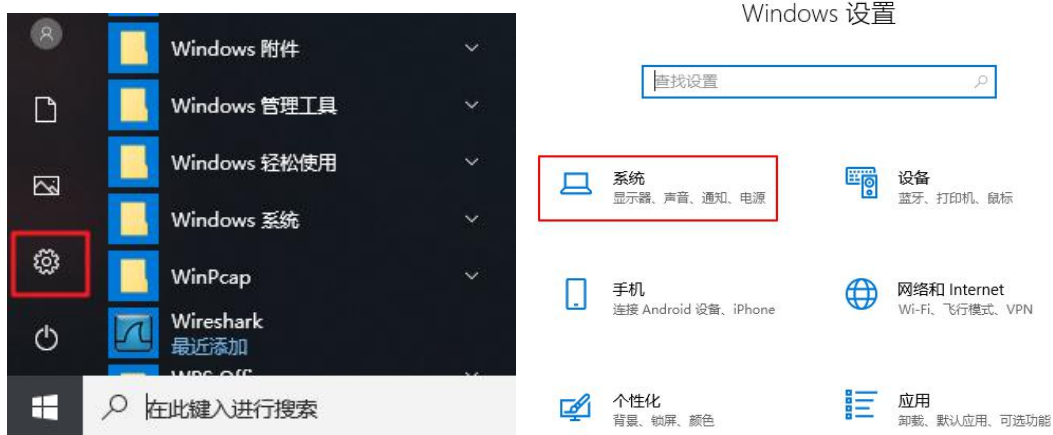 Windows 附件
Windows 管理工具
Windows 轻松使用
Windows 系统
WinPcap
Wireshark
最近添加
WPS Offi
在此键入进行搜索
Windows 设置
查找设置
系统
显示器、声音、通知、电源
设备
蓝牙、打印机、鼠标
手机
连接 Android 设备、iPhone
网络和 Internet
Wi-Fi、飞行模式、VPN
个性化
背景、锁屏、颜色
应用
卸载、默认应用、可选功能